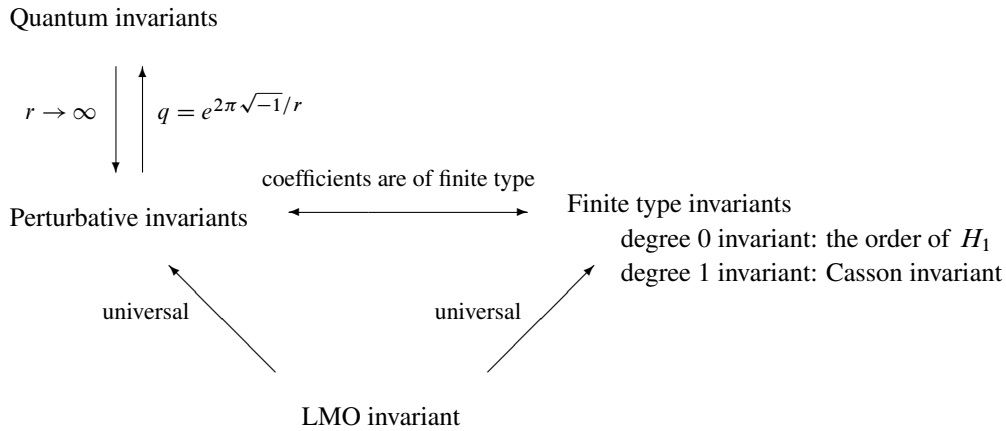 Quantum invariants
r → ∞
q = e^{2π√−1/r}
coefficients are of finite type
Perturbative invariants
Finite type invariants
degree 0 invariant: the order of H₁
degree 1 invariant: Casson invariant
universal
universal
LMO invariant